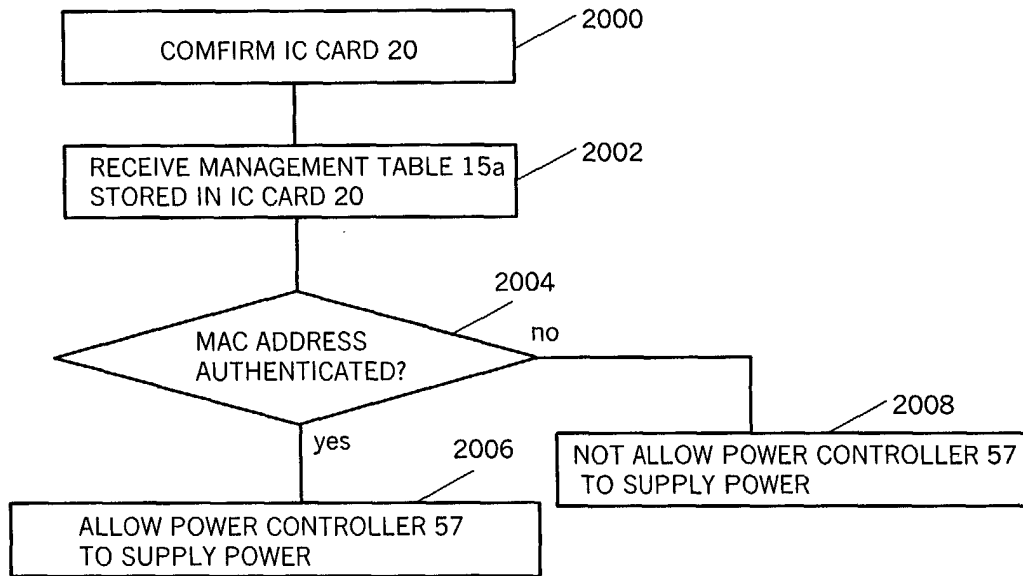 2000
COMFIRM IC CARD 20
2002
RECEIVE MANAGEMENT TABLE 15a
STORED IN IC CARD 20
2004
MAC ADDRESS
AUTHENTICATED?
no
yes
2008
NOT ALLOW POWER CONTROLLER 57
TO SUPPLY POWER
2006
ALLOW POWER CONTROLLER 57
TO SUPPLY POWER